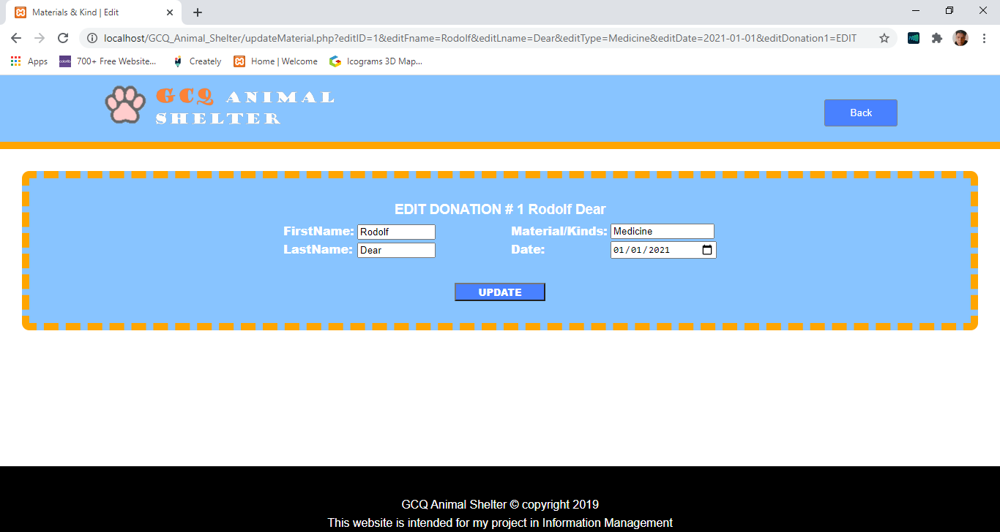 Materials & Kind | Edit
localhost/GCQ_Animal_Shelter/updateMaterial.php?editID=1&editFname=Rodolf&editLname=Dear&editType=Medicine&editDate=2021-01-01&editDonation1=EDIT
Apps 700+ Free Website... Creately Home | Welcome Icograms 3D Map...
GCQ ANIMAL
SHELTER
Back
EDIT DONATION # 1 Rodolf Dear
FirstName: Rodolf Material/Kinds: Medicine
LastName: Dear Date: 01/01/2021
UPDATE
GCQ Animal Shelter © copyright 2019
This website is intended for my project in Information Management